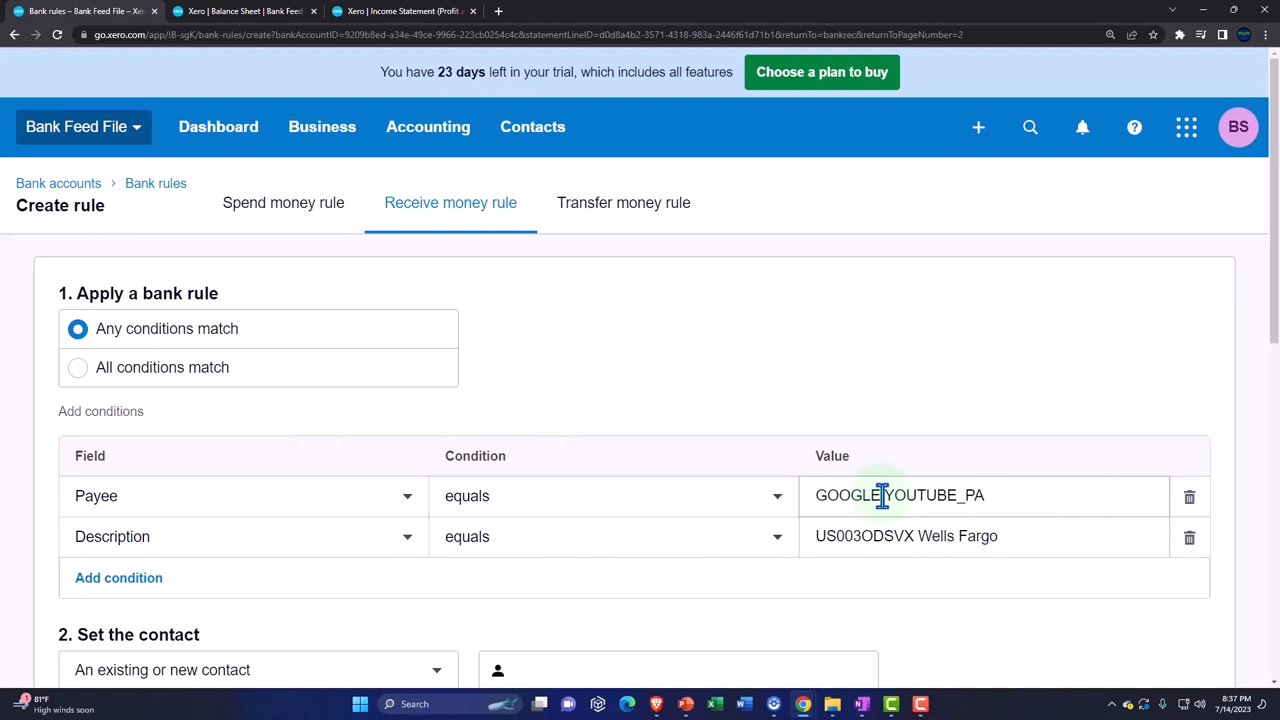 Bank rules – Xero
Xero | Balance Sheet | Bank Feed
Xero | Income Statement (Profit a
go.xero.com/app/!B-sgK/bank-rules/create?bankAccountID=9209b8ed-a34e-49ce-9966-223cb0254c4c&statementLineID=d0d8a4b2-3571-4318-983a-2446f61d71b1&returnTo=bankrec&returnToPageNumber=2
You have 23 days left in your trial, which includes all features
Choose a plan to buy
Bank Feed File
Dashboard
Business
Accounting
Contacts
BS
Bank accounts
Bank rules
Create rule
Spend money rule
Receive money rule
Transfer money rule
1. Apply a bank rule
Any conditions match
All conditions match
Add conditions
Field
Condition
Value
Payee
equals
GOOGLE YOUTUBE_PA
Description
equals
US003ODSVX Wells Fargo
Add condition
2. Set the contact
An existing or new contact
81°F
High winds soon
Search
8:37 PM
7/14/2023